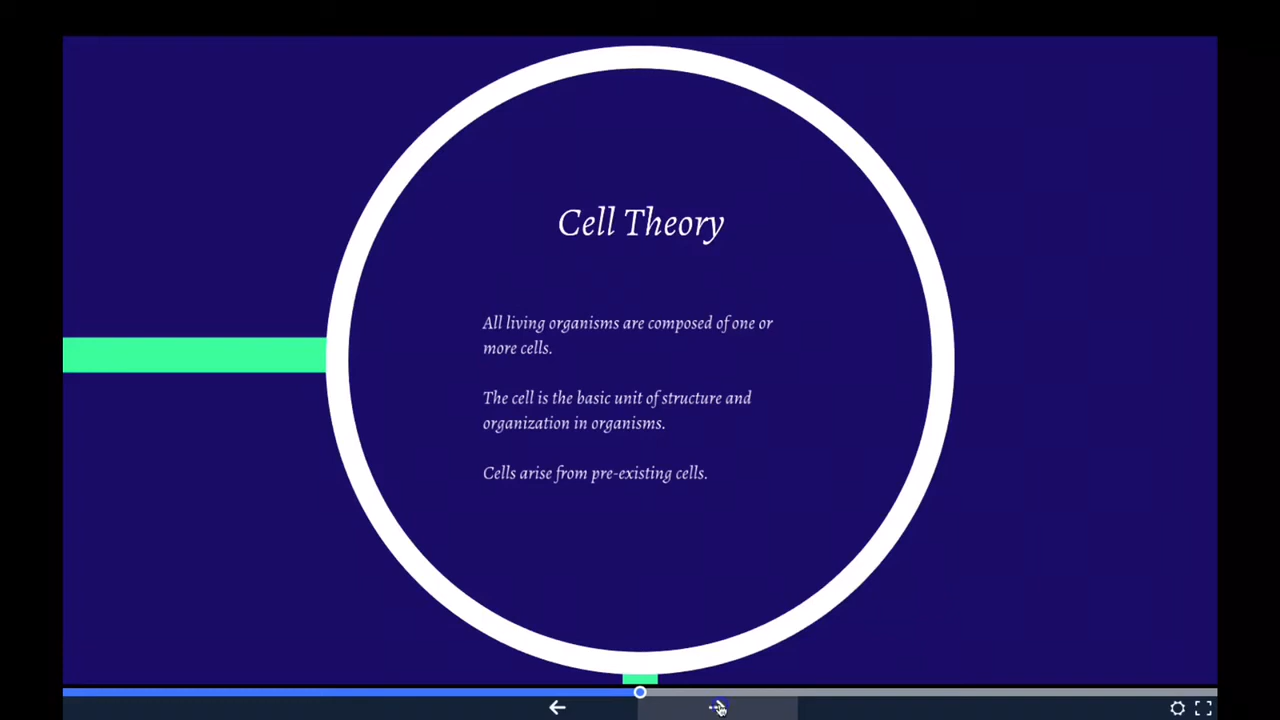 Cell Theory
All living organisms are composed of one or
more cells.
The cell is the basic unit of structure and
organization in organisms.
Cells arise from pre-existing cells.